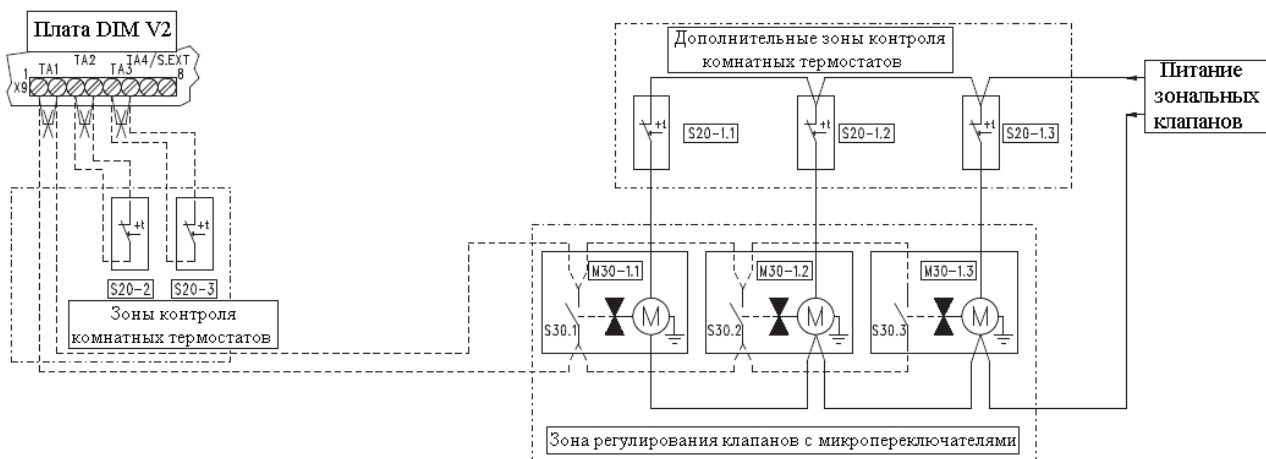 Плата DIM V2
TA1 TA2 TA3 TA4/S.EXT
1 8
X9
Дополнительные зоны контроля
комнатных термостатов
Питание
зональных
клапанов
+t S20-1.1
+t S20-1.2
+t S20-1.3
+t +t
S20-2 S20-3
Зоны контроля
комнатных термостатов
M30-1.1 M30-1.2 M30-1.3
S30.1 M S30.2 M S30.3 M
Зона регулирования клапанов с микропереключателями